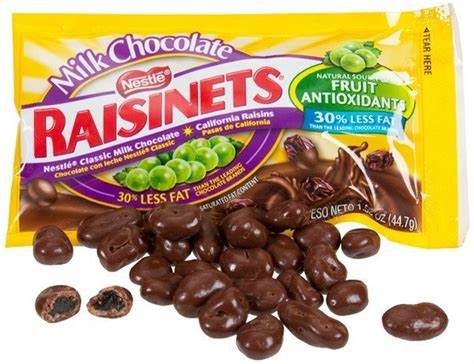 Milk Chocolate
Nestlé
RAISINETS
Nestlé® Classic Milk Chocolate • California Raisins
Chocolate con leche Nestlé® Classic Pasas de California
30% LESS FAT THAN THE LEADING CHOCOLATE BRANDS
SATURATED FAT CONTENT
NATURAL SOURCE
FRUIT
ANTIOXIDANTS
30% LESS FAT
THAN THE LEADING CHOCOLATE BRANDS
TEAR HERE
ESO NETO 1.58 oz (44.7g)